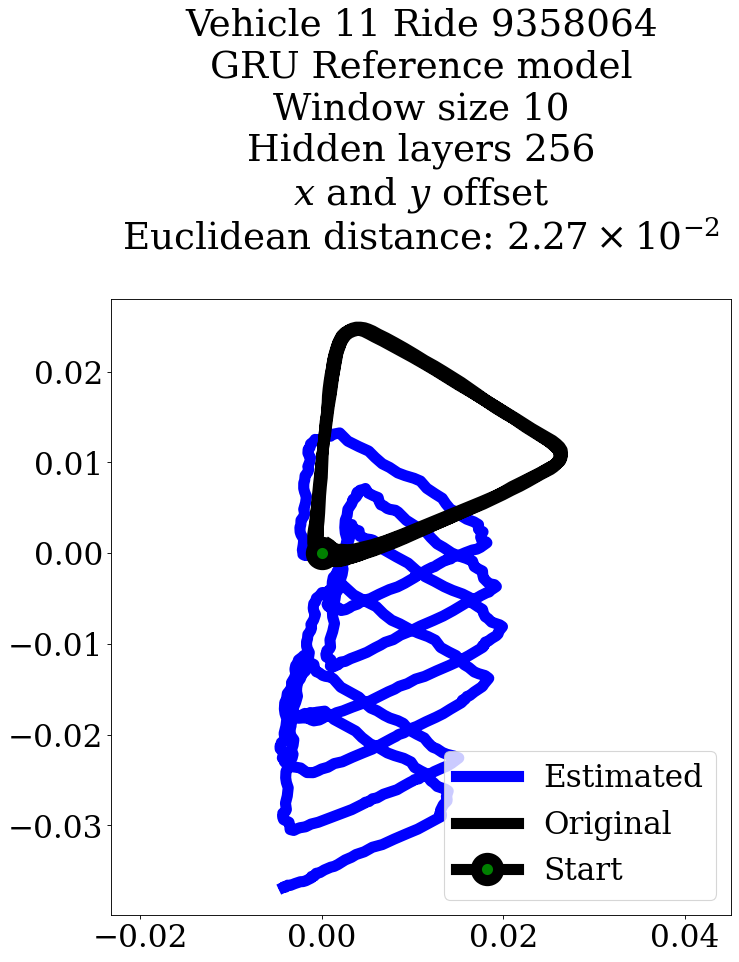 Vehicle 11 Ride 9358064
GRU Reference model
Window size 10
Hidden layers 256
x and y offset
Euclidean distance: 2.27 × 10⁻²
0.02
0.01
0.00
−0.01
−0.02
−0.03
Estimated
Original
Start
−0.02 0.00 0.02 0.04